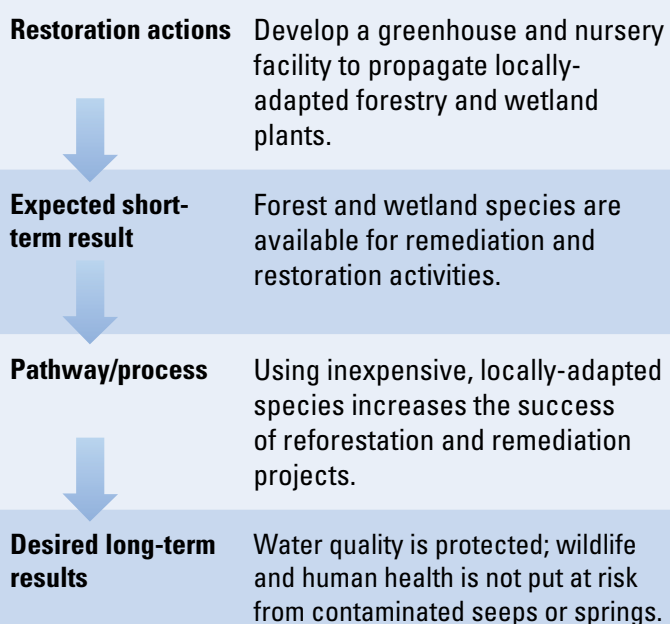 Restoration actions Develop a greenhouse and nursery
facility to propagate locally-
adapted forestry and wetland
plants.
Expected short- Forest and wetland species are
term result available for remediation and
restoration activities.
Pathway/process Using inexpensive, locally-adapted
species increases the success
of reforestation and remediation
projects.
Desired long-term Water quality is protected; wildlife
results and human health is not put at risk
from contaminated seeps or springs.